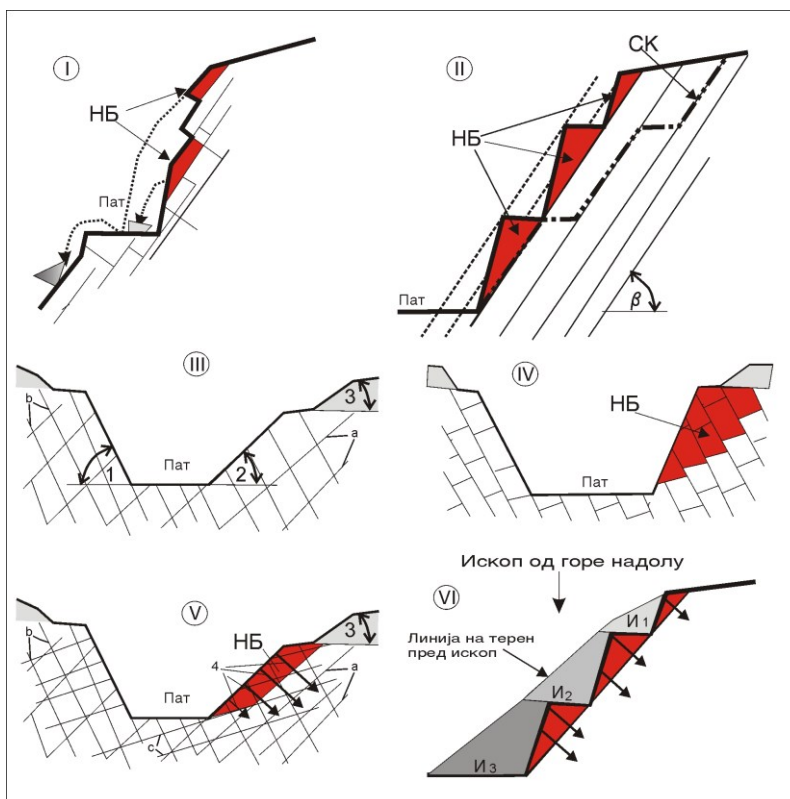 I
НБ
Пат
II
СК
НБ
Пат
β
III
b
Пат
1
2
3
a
IV
НБ
Пат
V
b
НБ
4
3
Пат
a
c
Ископ од горе надолу
VI
Линија на терен
пред ископ
И1
И2
И3